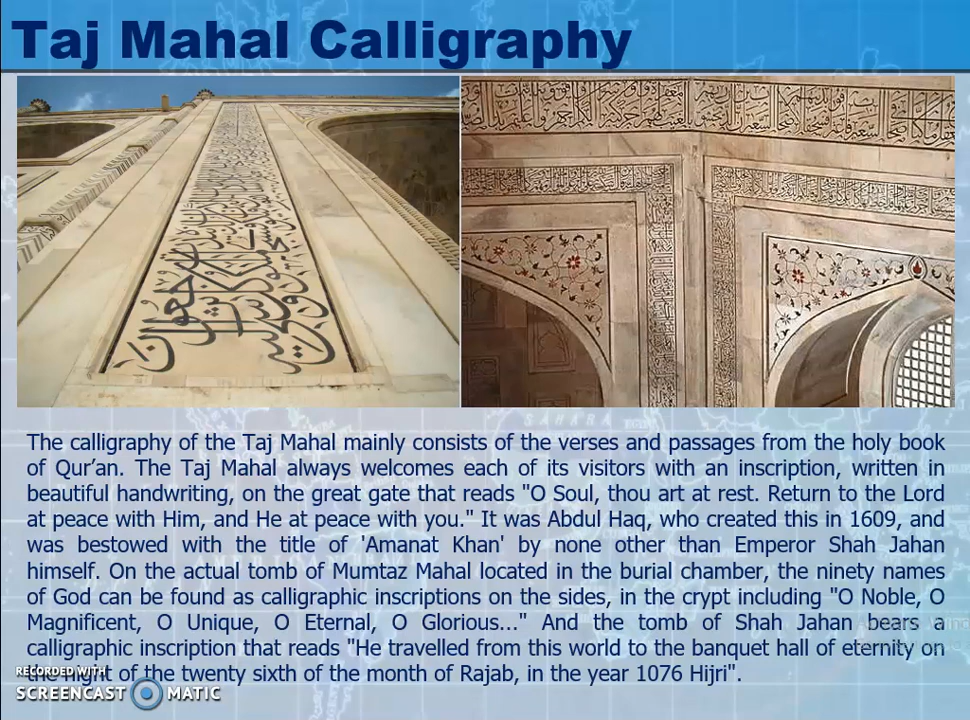 Taj Mahal Calligraphy
The calligraphy of the Taj Mahal mainly consists of the verses and passages from the holy book
of Qur’an. The Taj Mahal always welcomes each of its visitors with an inscription, written in
beautiful handwriting, on the great gate that reads "O Soul, thou art at rest. Return to the Lord
at peace with Him, and He at peace with you." It was Abdul Haq, who created this in 1609, and
was bestowed with the title of 'Amanat Khan' by none other than Emperor Shah Jahan
himself. On the actual tomb of Mumtaz Mahal located in the burial chamber, the ninety names
of God can be found as calligraphic inscriptions on the sides, in the crypt including "O Noble, O
Magnificent, O Unique, O Eternal, O Glorious..." And the tomb of Shah Jahan bears a
calligraphic inscription that reads "He travelled from this world to the banquet hall of eternity on
the night of the twenty sixth of the month of Rajab, in the year 1076 Hijri".
RECORDED WITH
SCREENCAST MATIC